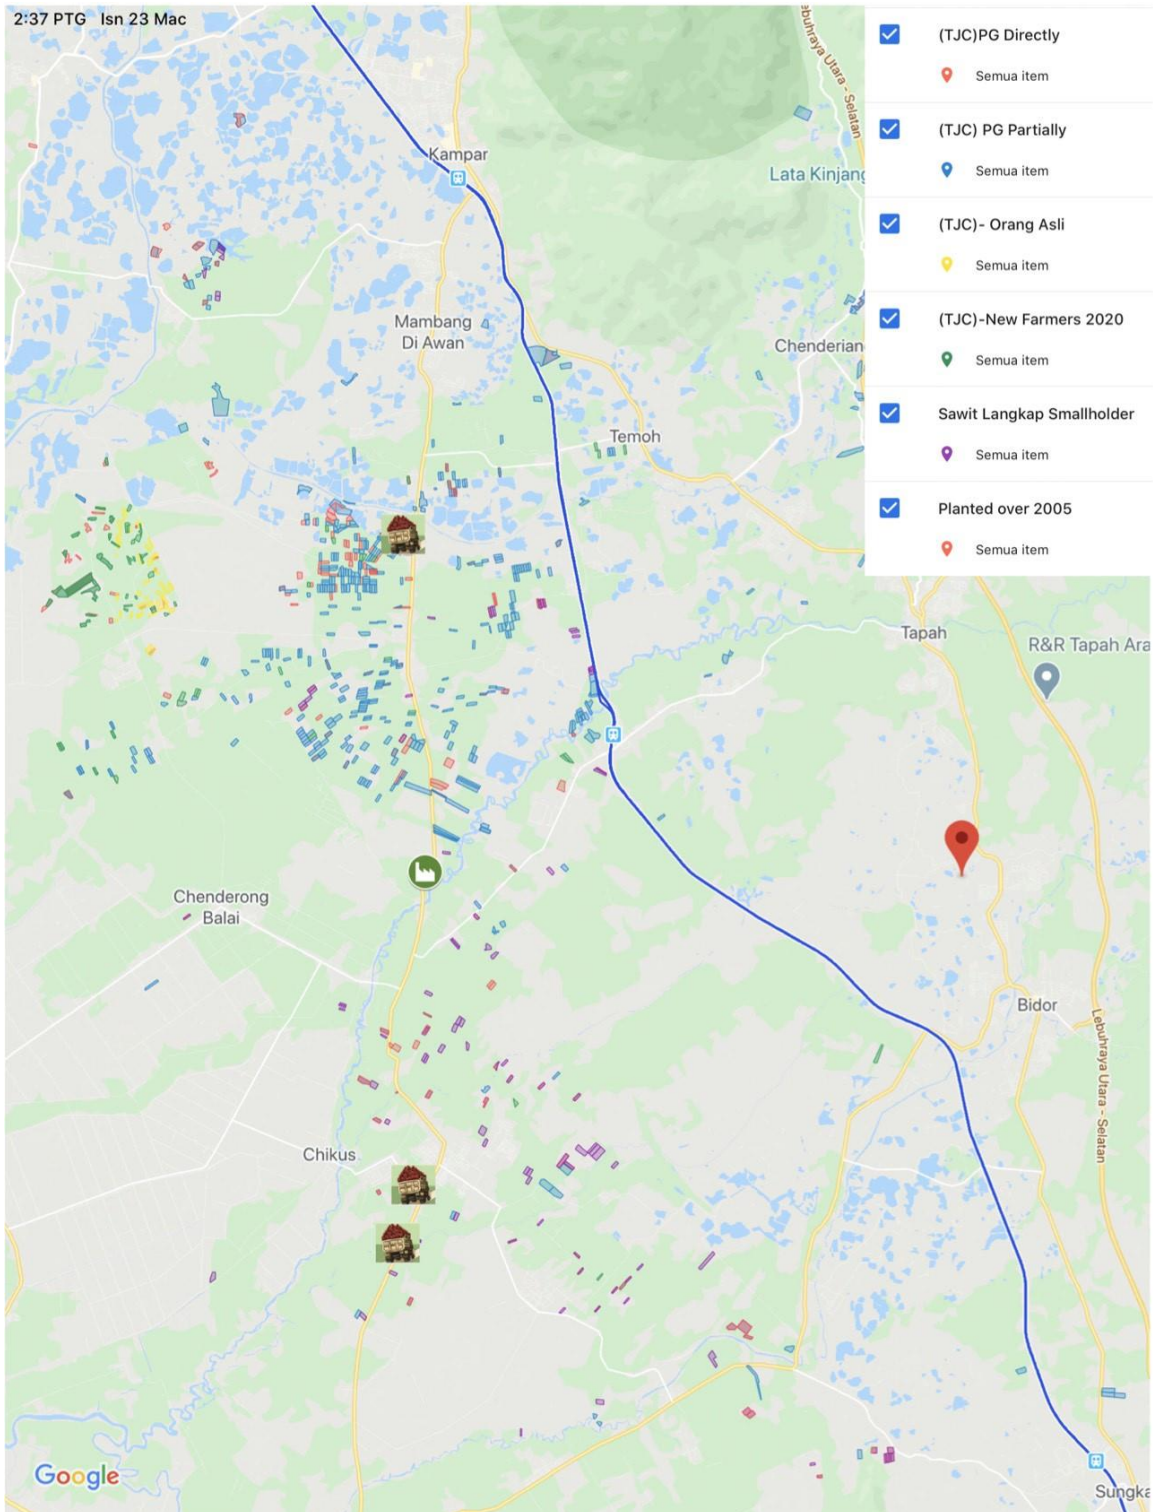 2:37 PTG Isn 23 Mac
Lebuhraya Utara - Selatan
(TJC)PG Directly
Semua item
(TJC) PG Partially
Semua item
(TJC)- Orang Asli
Semua item
(TJC)-New Farmers 2020
Semua item
Sawit Langkap Smallholder
Semua item
Planted over 2005
Semua item
Kampar
Lata Kinjang
Mambang
Di Awan
Chenderian
Temoh
Tapah
R&R Tapah Ara
Chenderong
Balai
Bidor
Lebuhraya Utara - Selatan
Chikus
Google
Sungka